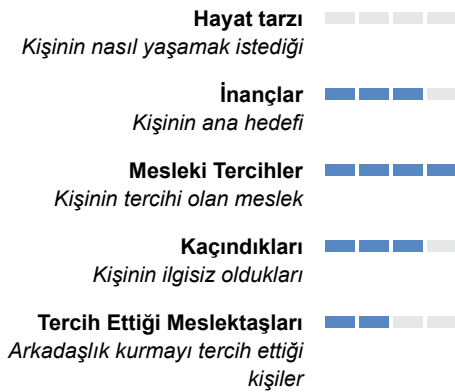 Hayat tarzı
Kişinin nasıl yaşamak istediği
İnançlar
Kişinin ana hedefi
Mesleki Tercihler
Kişinin tercihi olan meslek
Kaçındıkları
Kişinin ilgisiz oldukları
Tercih Ettiği Meslektaşları
Arkadaşlık kurmayı tercih ettiği
kişiler